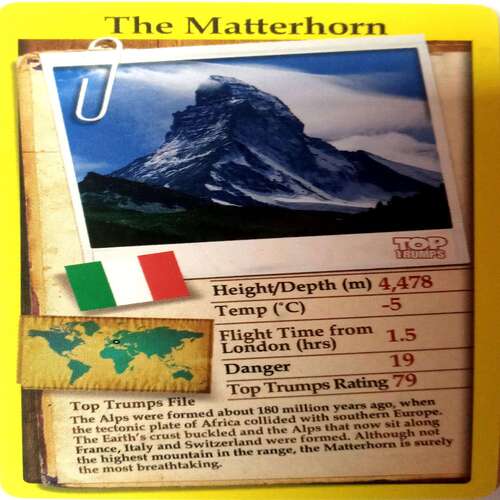 The Matterhorn
TOP
TRUMPS
Height/Depth (m) 4,478
Temp (°C) -5
Flight Time from
London (hrs) 1.5
Danger 19
Top Trumps Rating 79
Top Trumps File
The Alps were formed about 180 million years ago, when
the tectonic plate of Africa collided with southern Europe.
The Earth's crust buckled and the Alps that now sit along
France, Italy and Switzerland were formed. Although not
the highest mountain in the range, the Matterhorn is surely
the most breathtaking.